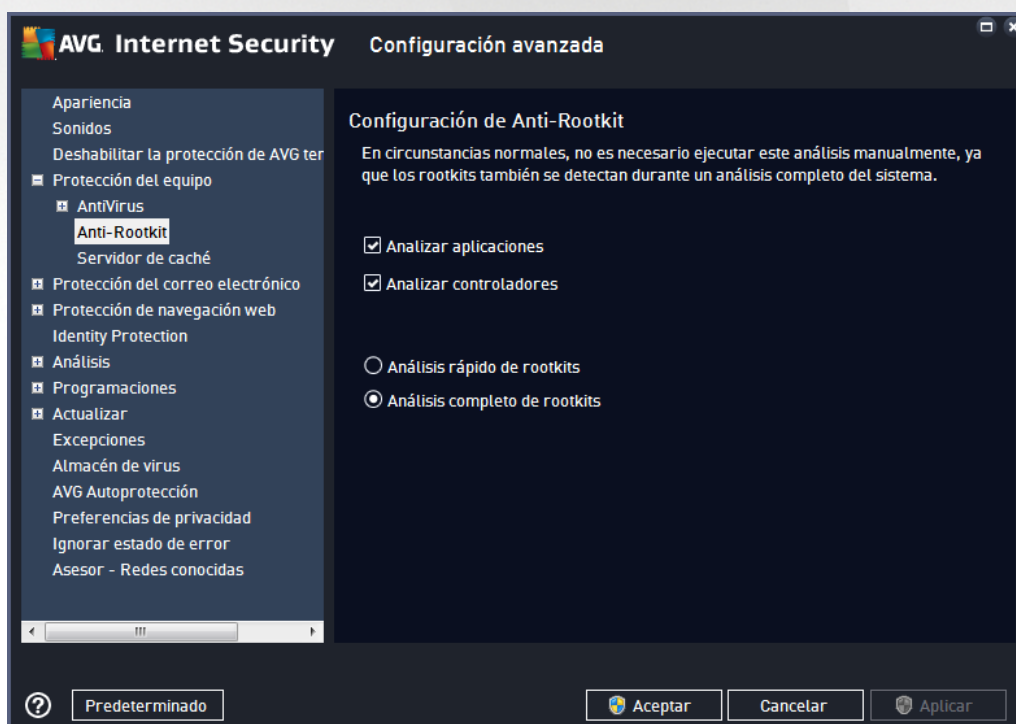 AVG. Internet Security
Configuración avanzada
Apariencia
Sonidos
Deshabilitar la protección de AVG ter
Protección del equipo
AntiVirus
Anti-Rootkit
Servidor de caché
Protección del correo electrónico
Protección de navegación web
Identity Protection
Análisis
Programaciones
Actualizar
Excepciones
Almacén de virus
AVG Autoprotección
Preferencias de privacidad
Ignorar estado de error
Asesor - Redes conocidas
Configuración de Anti-Rootkit
En circunstancias normales, no es necesario ejecutar este análisis manualmente, ya
que los rootkits también se detectan durante un análisis completo del sistema.
Analizar aplicaciones
Analizar controladores
Análisis rápido de rootkits
Análisis completo de rootkits
Predeterminado
Aceptar
Cancelar
Aplicar